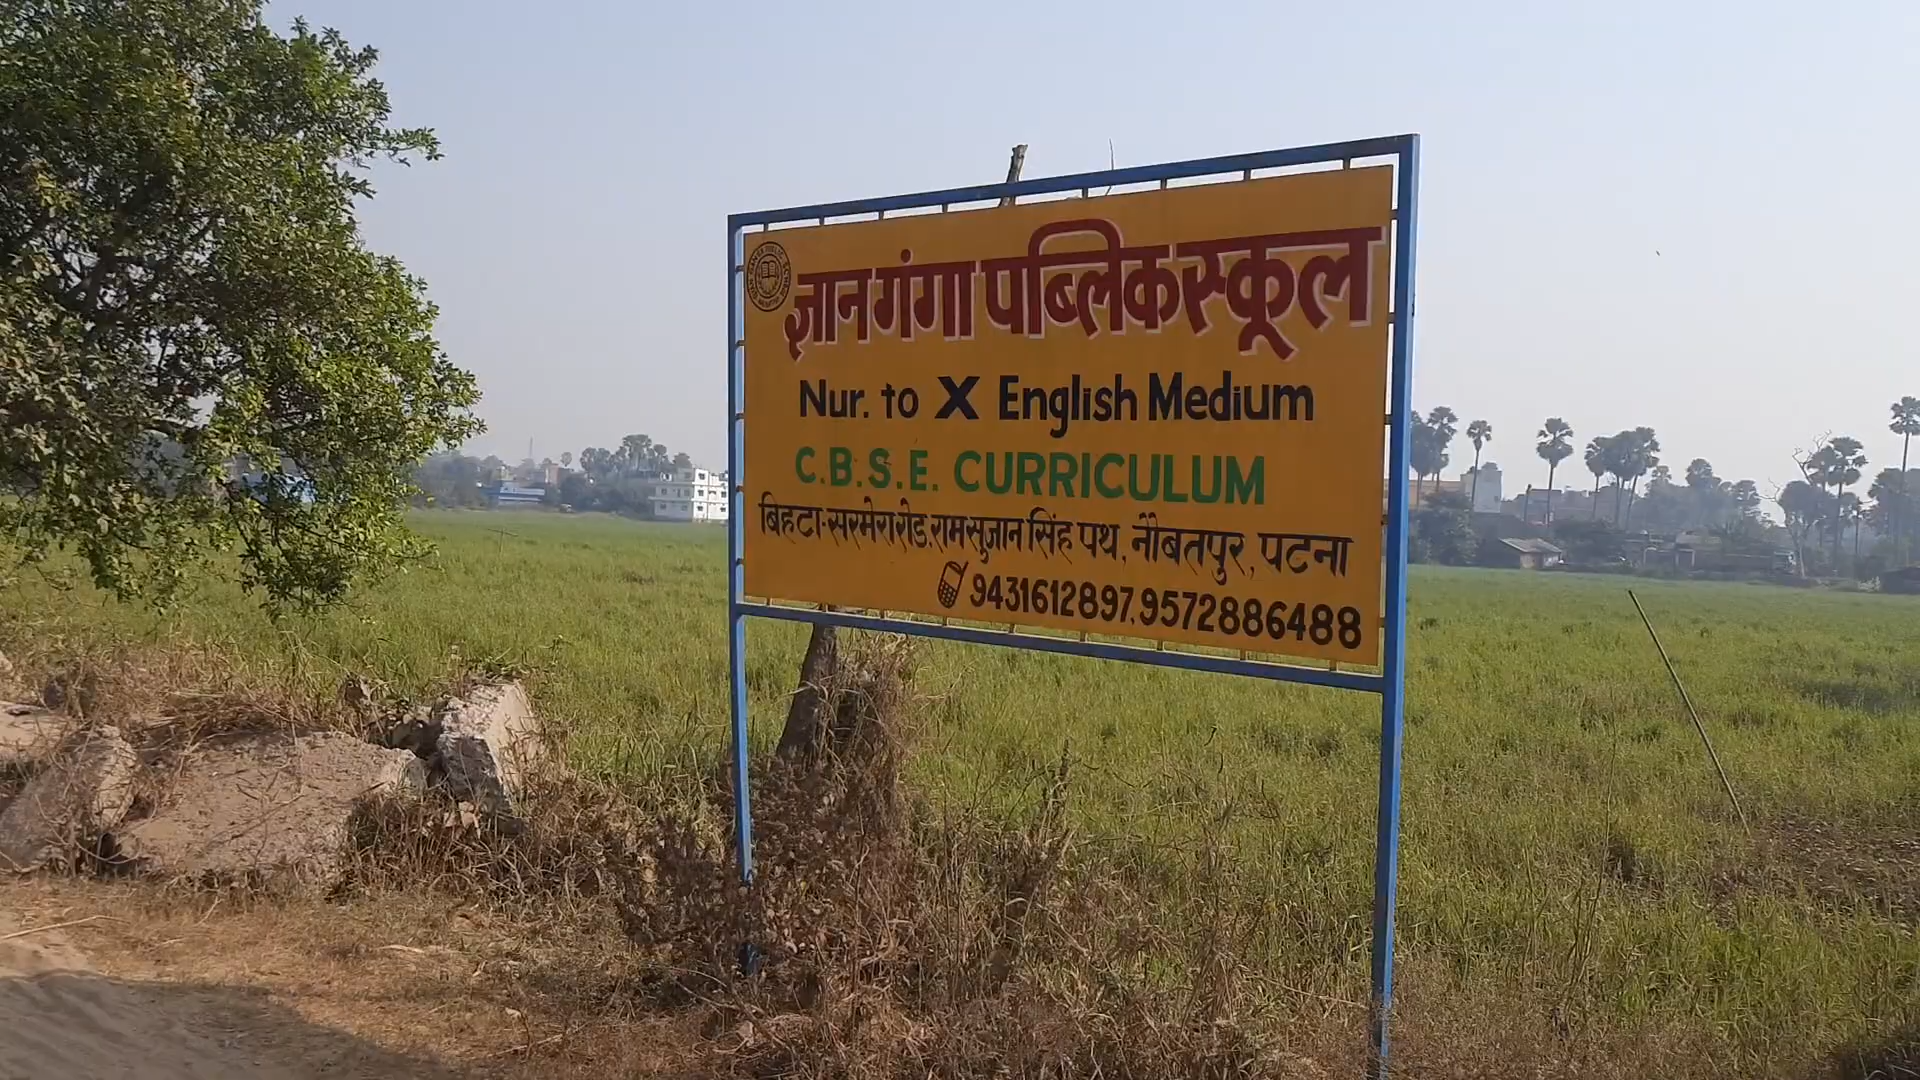 ज्ञान गंगा पब्लिक स्कूल
Nur. to X English Medium
C.B.S.E. CURRICULUM
बिहटा-सरमेरा रोड, रामसुजान सिंह पथ, नौबतपुर, पटना
9431612897, 9572886488